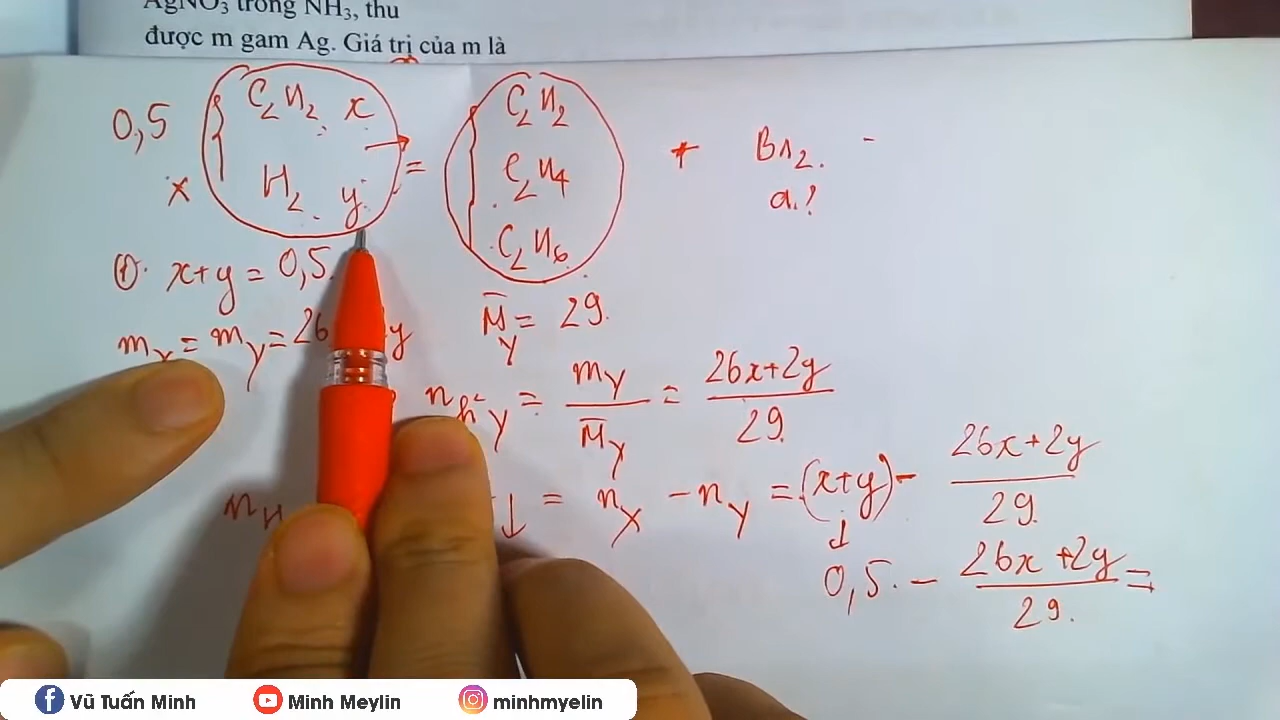 AgNO3 trong NH3, thu
được m gam Ag. Giá trị của m là
0,5 C2H2 x → = C2H2 + Br2.
x H2 y C2H4 a?
C2H6
① x+y = 0,5
M̅Y = 29
mX = mY = 26 y
nh²Y = mY/M̅Y = 26x+2y/29
nH ↓ = nX - nY = (x+y) - 26x+2y/29
↓
0,5 - 26x+2y/29 =
Vũ Tuấn Minh Minh Meylin minhmyelin